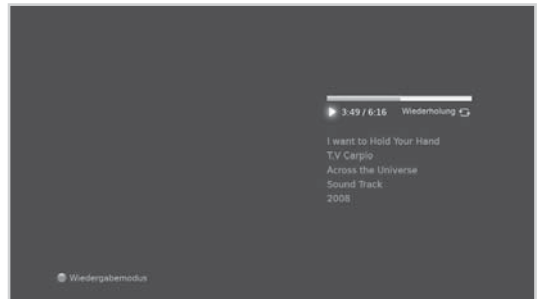 3:49 / 6:16 Wiederholung
I want to Hold Your Hand
T.V Carpio
Across the Universe
Sound Track
2008
Wiedergabemodus